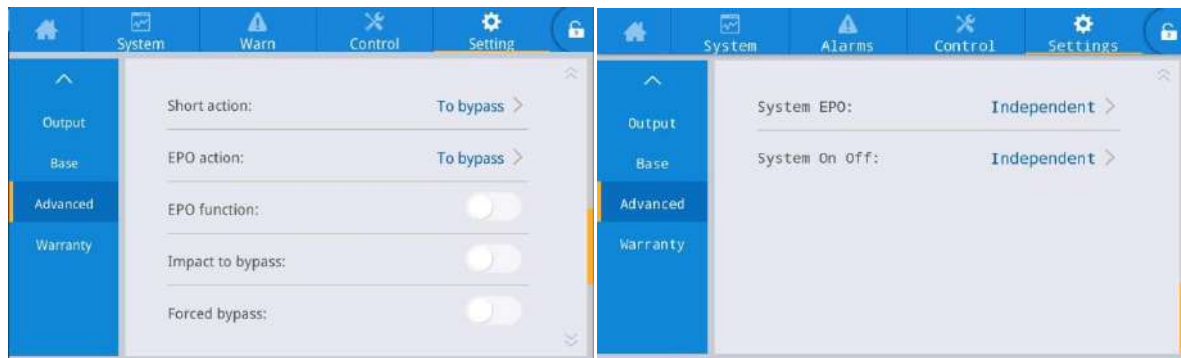 System Warn Control Setting
Output
Base
Advanced
Warranty
Short action: To bypass
EPO action: To bypass
EPO function:
Impact to bypass:
Forced bypass:
System Alarms Control Settings
Output
Base
Advanced
Warranty
System EPO: Independent
System On Off: Independent